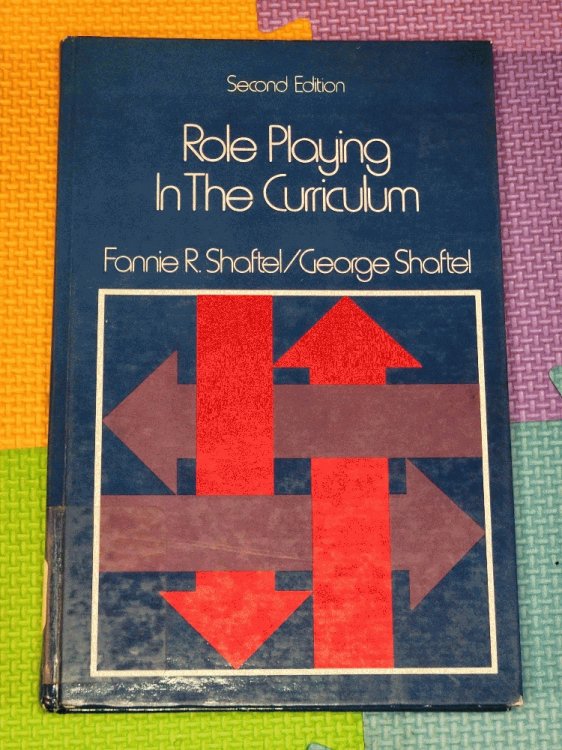 Second Edition
Role Playing
In The Curriculum
Fannie R. Shaftel/George Shaftel